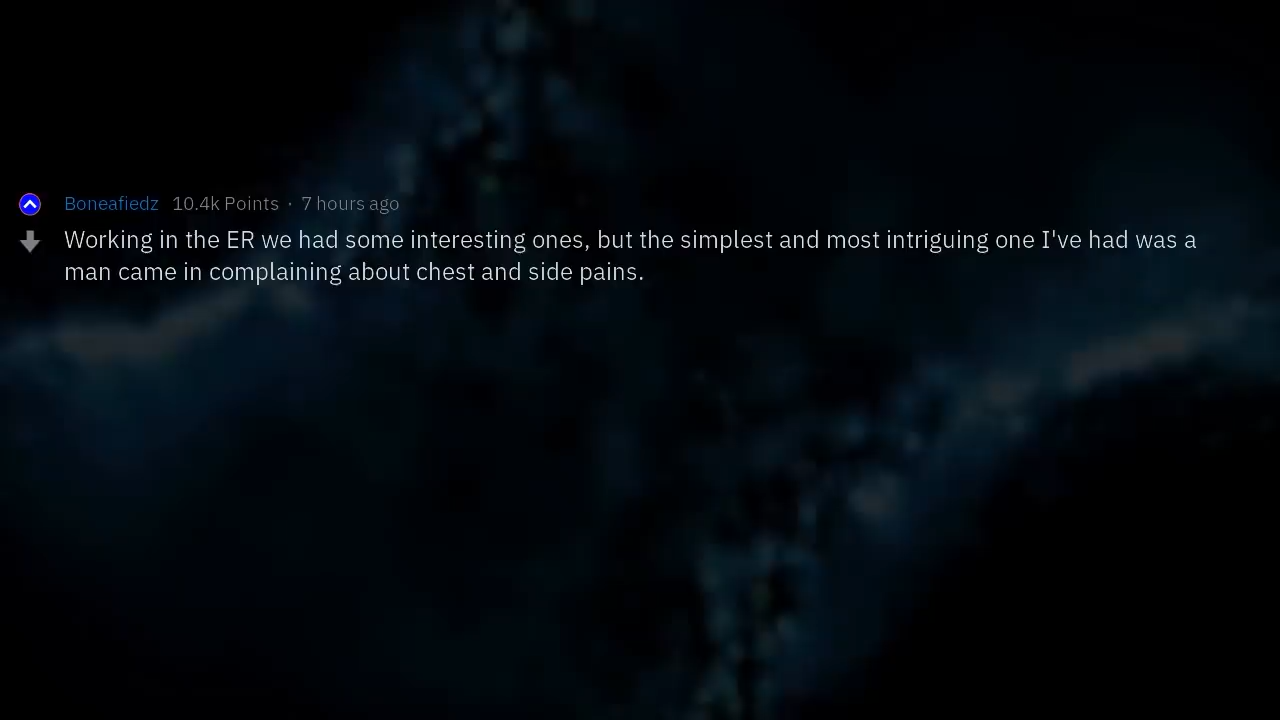 Boneafiedz 10.4k Points · 7 hours ago
Working in the ER we had some interesting ones, but the simplest and most intriguing one I've had was a
man came in complaining about chest and side pains.